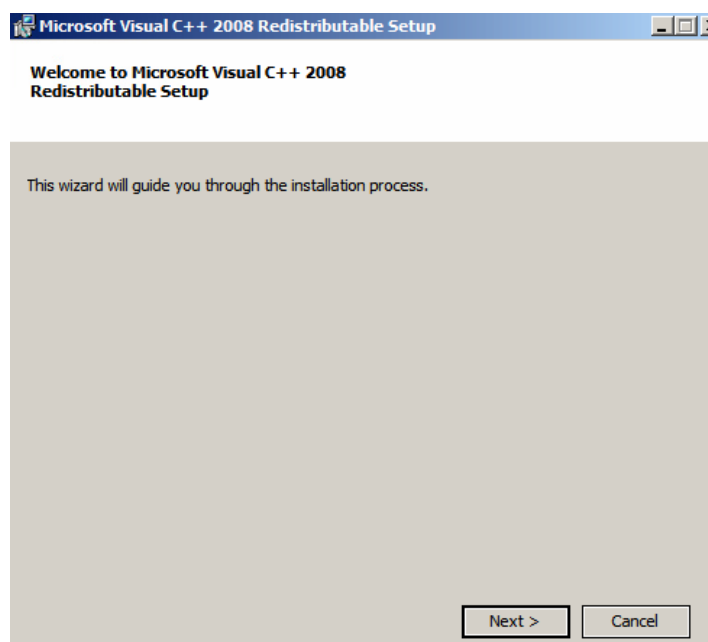 Microsoft Visual C++ 2008 Redistributable Setup
Welcome to Microsoft Visual C++ 2008
Redistributable Setup
This wizard will guide you through the installation process.
Next >
Cancel